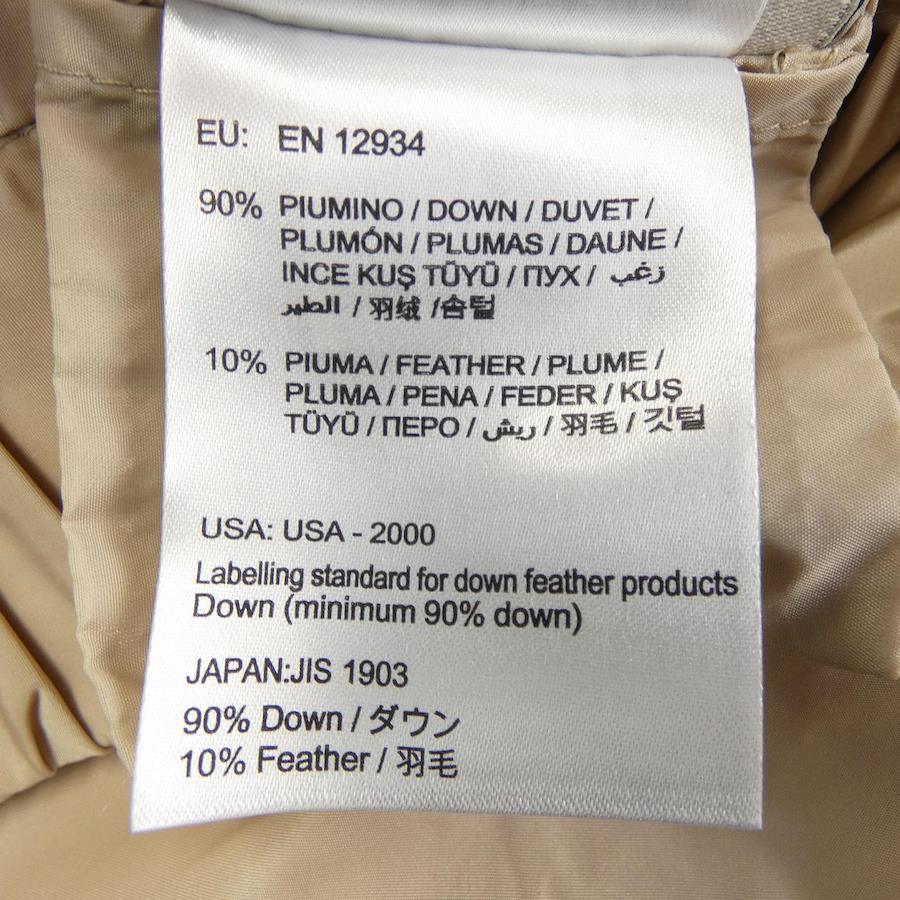 EU: EN 12934
90% PIUMINO / DOWN / DUVET /
PLUMÓN / PLUMAS / DAUNE /
INCE KUŞ TÜYÜ / ПУХ / زغب
الطير / 羽绒 /솜털
10% PIUMA / FEATHER / PLUME /
PLUMA / PENA / FEDER / KUŞ
TÜYÜ / ПЕРО / ريش / 羽毛 / 깃털
USA: USA - 2000
Labelling standard for down feather products
Down (minimum 90% down)
JAPAN:JIS 1903
90% Down / ダウン
10% Feather / 羽毛